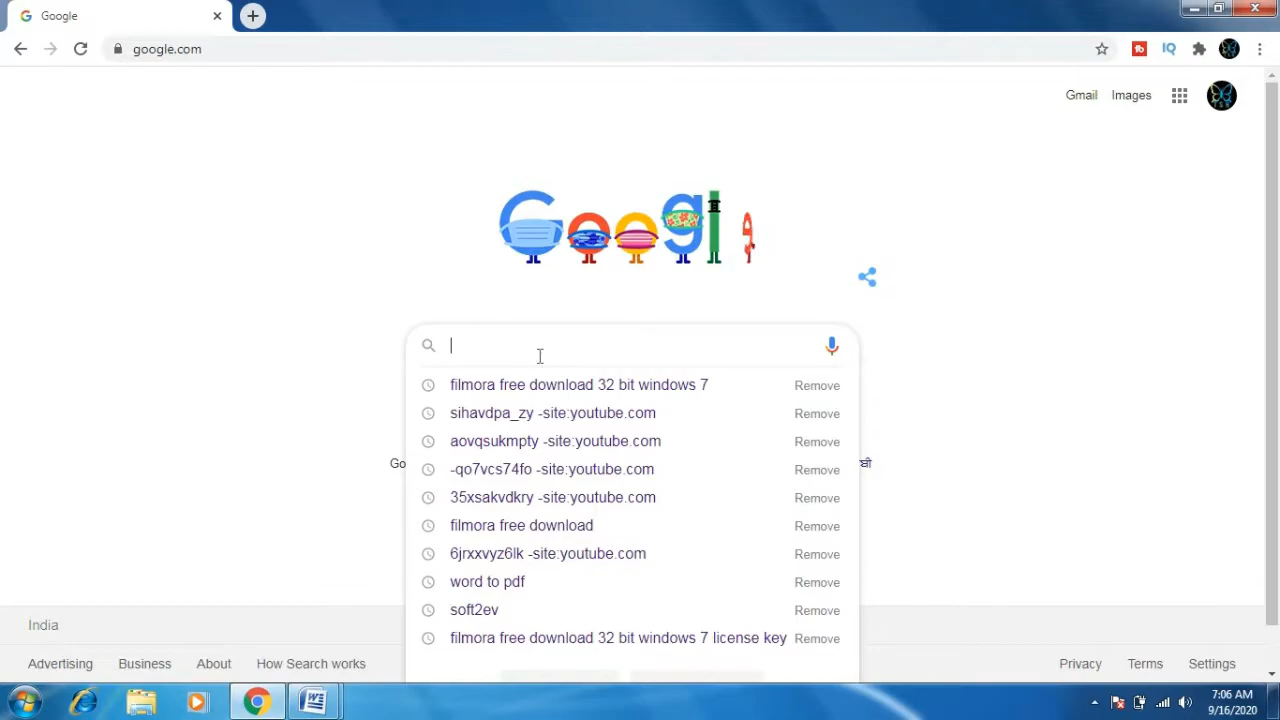 Google
google.com
Gmail Images
Googl
filmora free download 32 bit windows 7 Remove
sihavdpa_zy -site:youtube.com Remove
aovqsukmpty -site:youtube.com Remove
-qo7vcs74fo -site:youtube.com Remove
Go
35xsakvdkry -site:youtube.com Remove
filmora free download Remove
6jrxxvyz6lk -site:youtube.com Remove
word to pdf Remove
soft2ev Remove
filmora free download 32 bit windows 7 license key Remove
India
Advertising Business About How Search works Privacy Terms Settings
7:06 AM
9/16/2020